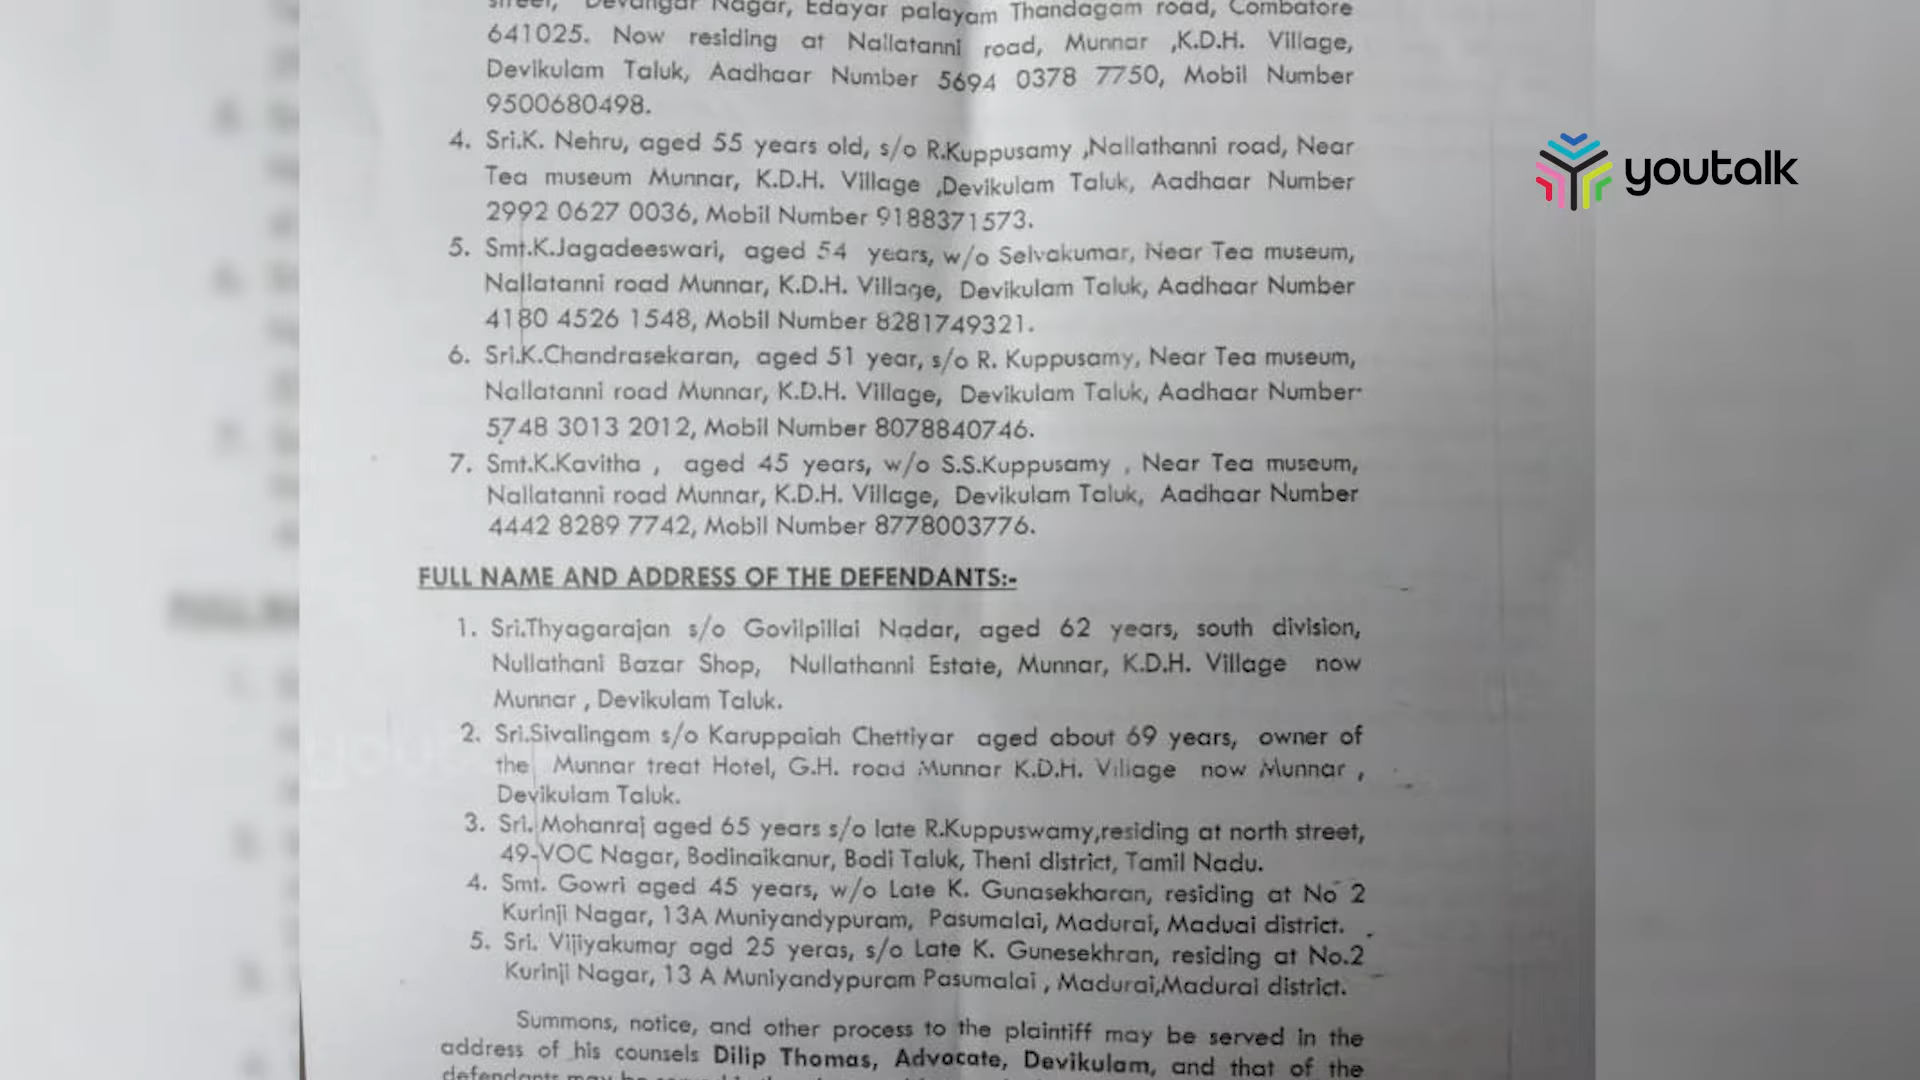 street, Devangar Nagar, Edayar palayam Thandagam road, Combatore
641025. Now residing at Nallatanni road, Munnar ,K.D.H. Village,
Devikulam Taluk, Aadhaar Number 5694 0378 7750, Mobil Number
9500680498.
4. Sri.K. Nehru, aged 55 years old, s/o R.Kuppusamy ,Nallathanni road, Near
Tea museum Munnar, K.D.H. Village ,Devikulam Taluk, Aadhaar Number
2992 0627 0036, Mobil Number 9188371573.
5. Smt.K.Jagadeeswari, aged 54 years, w/o Selvakumar, Near Tea museum,
Nallatanni road Munnar, K.D.H. Village, Devikulam Taluk, Aadhaar Number
4180 4526 1548, Mobil Number 8281749321.
6. Sri.K.Chandrasekaran, aged 51 year, s/o R. Kuppusamy, Near Tea museum,
Nallatanni road Munnar, K.D.H. Village, Devikulam Taluk, Aadhaar Number
5748 3013 2012, Mobil Number 8078840746.
7. Smt.K.Kavitha , aged 45 years, w/o S.S.Kuppusamy , Near Tea museum,
Nallatanni road Munnar, K.D.H. Village, Devikulam Taluk, Aadhaar Number
4442 8289 7742, Mobil Number 8778003776.
FULL NAME AND ADDRESS OF THE DEFENDANTS:-
1. Sri.Thyagarajan s/o Govilpillai Nadar, aged 62 years, south division,
Nullathani Bazar Shop, Nullathanni Estate, Munnar, K.D.H. Village now
Munnar , Devikulam Taluk.
2. Sri.Sivalingam s/o Karuppaiah Chettiyar aged about 69 years, owner of
the Munnar treat Hotel, G.H. road Munnar K.D.H. Village now Munnar ,
Devikulam Taluk.
3. Sri. Mohanraj aged 65 years s/o late R.Kuppuswamy,residing at north street,
49-VOC Nagar, Bodinaikanur, Bodi Taluk, Theni district, Tamil Nadu.
4. Smt. Gowri aged 45 years, w/o Late K. Gunasekharan, residing at No 2
Kurinji Nagar, 13A Muniyandypuram, Pasumalai, Madurai, Maduai district.
5. Sri. Vijiyakumar agd 25 yeras, s/o Late K. Gunesekhran, residing at No.2
Kurinji Nagar, 13 A Muniyandypuram Pasumalai , Madurai,Madurai district.
Summons, notice, and other process to the plaintiff may be served in the
address of his counsels Dilip Thomas, Advocate, Devikulam, and that of the
defendants may be served in the
youtalk